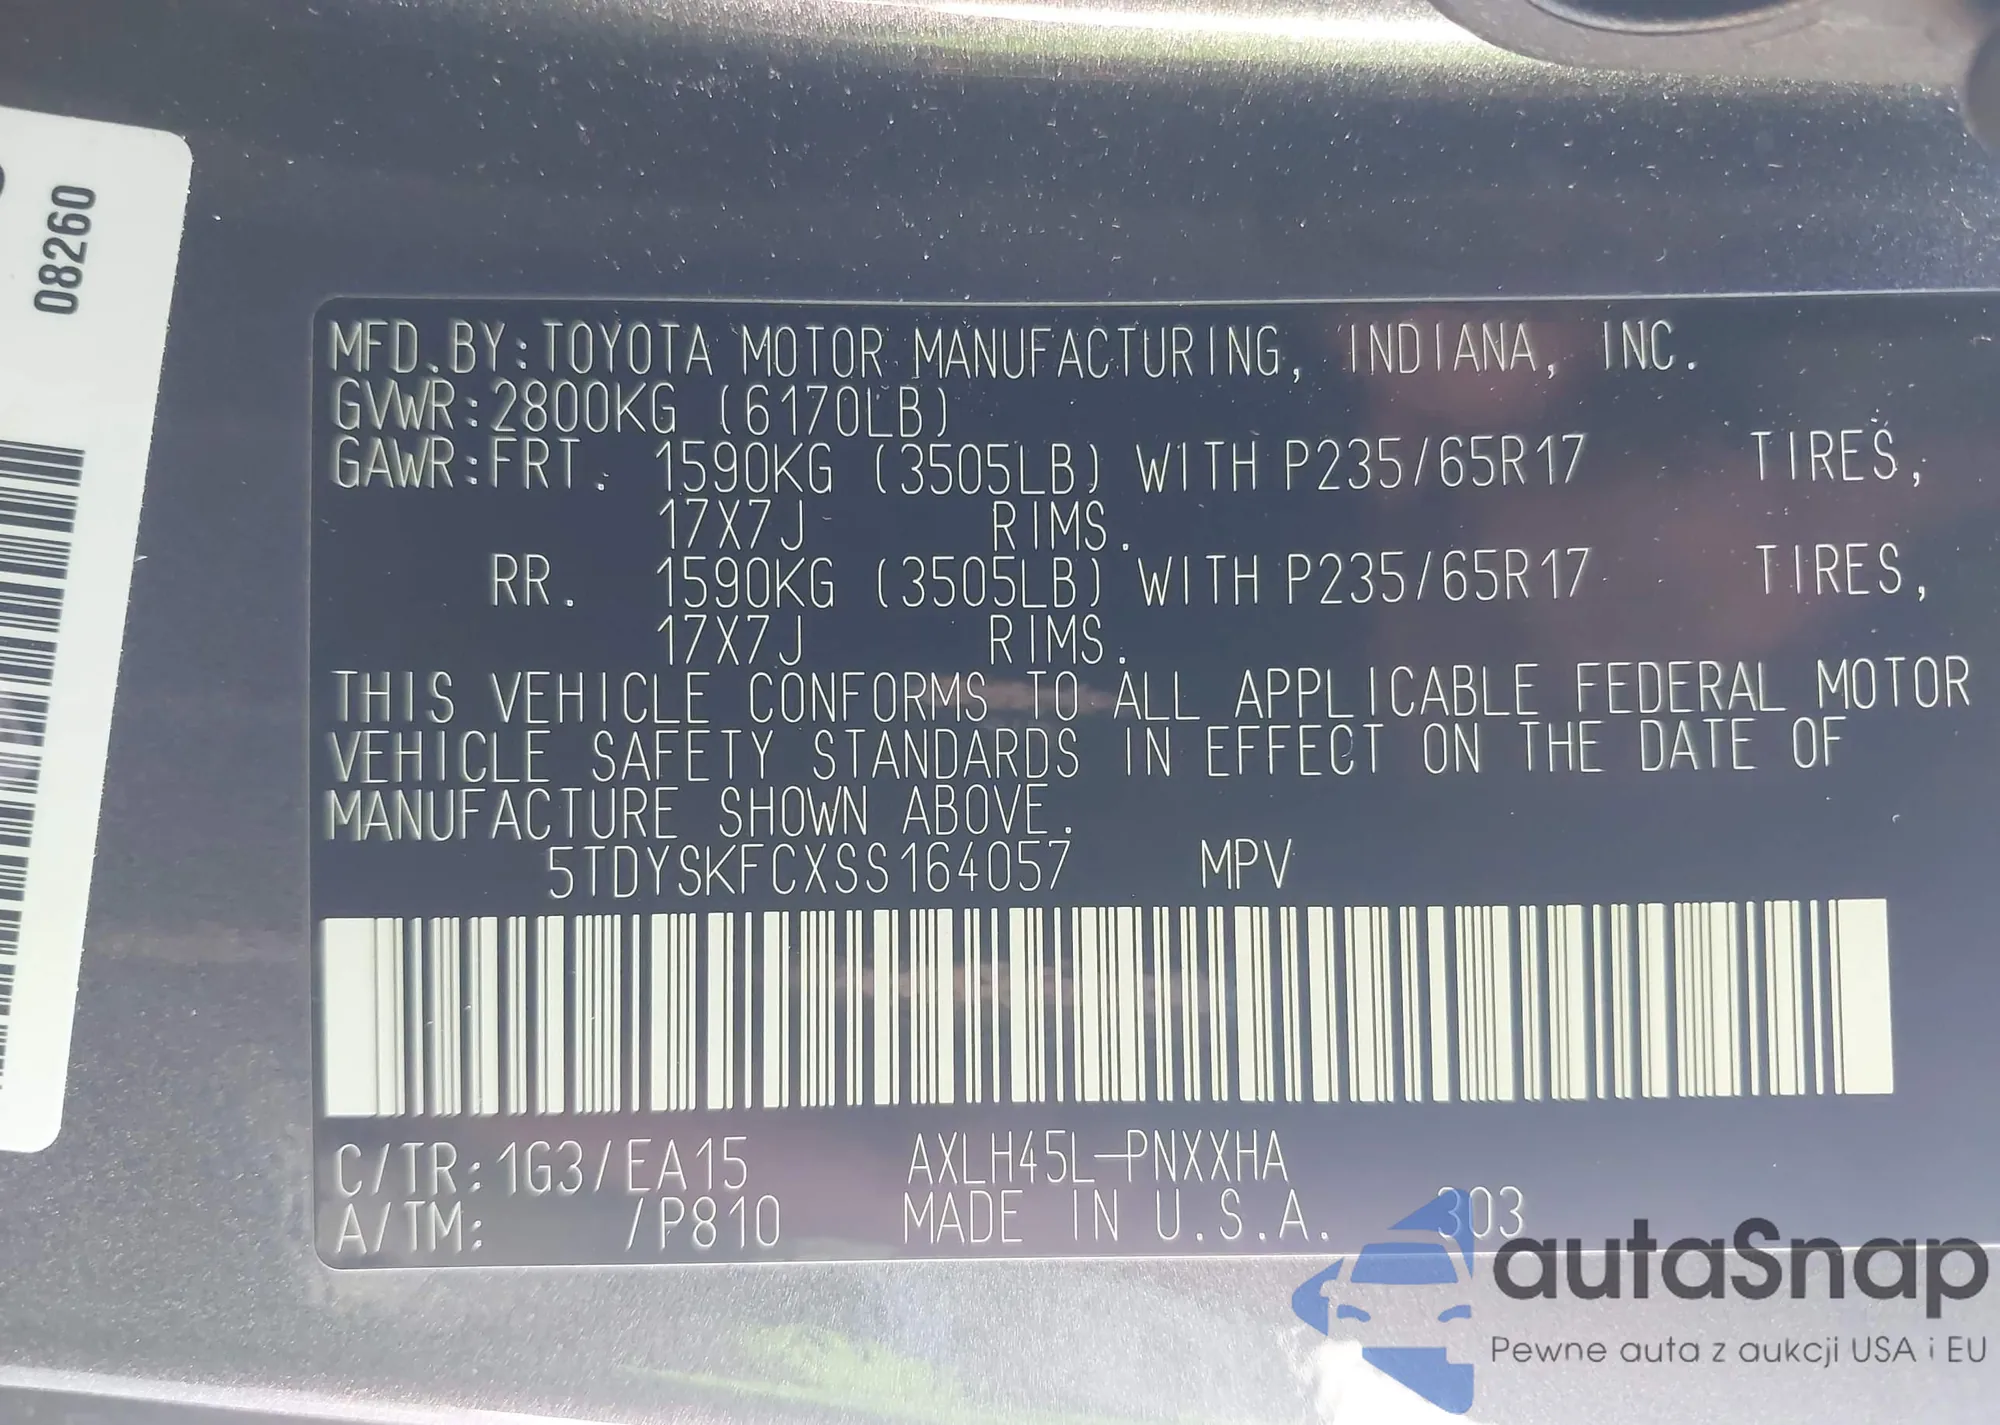 08260
MFD.BY:TOYOTA MOTOR MANUFACTURING, INDIANA, INC.
GVWR:2800KG (6170LB)
GAWR:FRT. 1590KG (3505LB) WITH P235/65R17 TIRES,
17X7J RIMS.
RR. 1590KG (3505LB) WITH P235/65R17 TIRES,
17X7J RIMS.
THIS VEHICLE CONFORMS TO ALL APPLICABLE FEDERAL MOTOR
VEHICLE SAFETY STANDARDS IN EFFECT ON THE DATE OF
MANUFACTURE SHOWN ABOVE.
5TDYSKFCXSS164057 MPV
C/TR:1G3/EA15 AXLH45L-PNXXHA
A/TM: /P810 MADE IN U.S.A. 303
autaSnap
Pewne auta z aukcji USA i EU